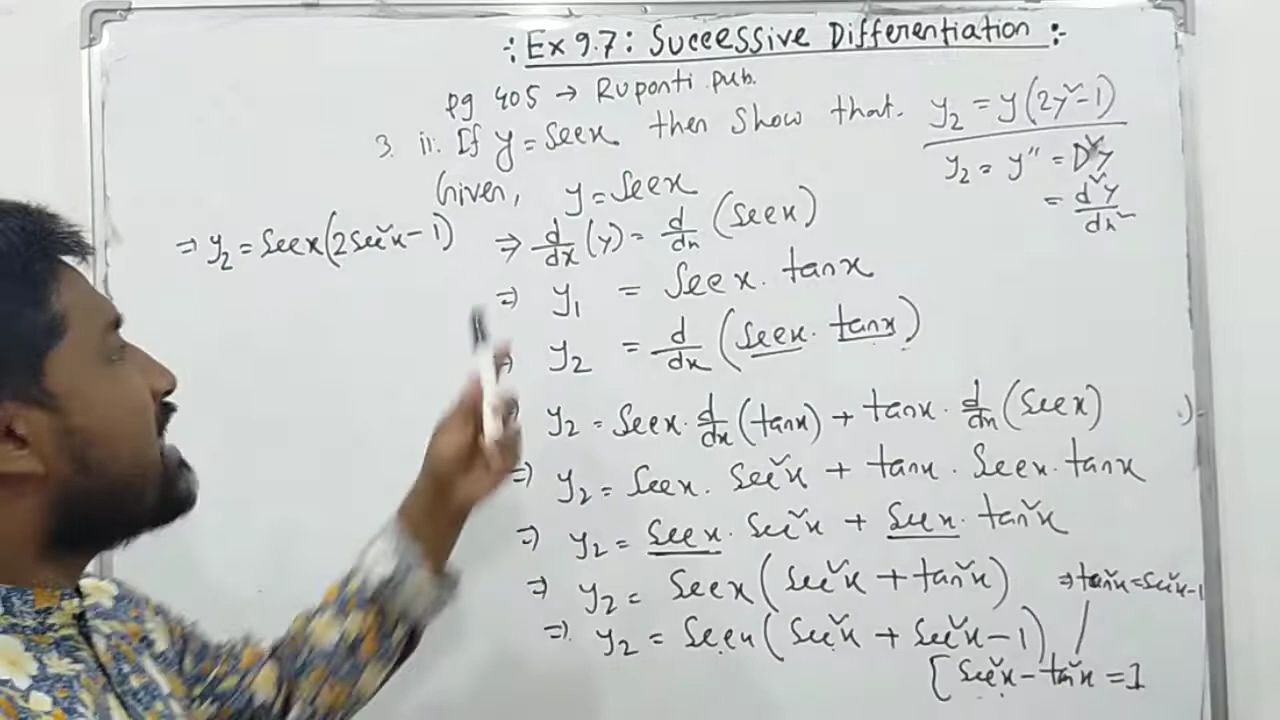 : Ex 9.7: Successive Differentiation :-
pg 405 → Ruponti pub.
3. ii. If y = Secx then Show that. y₂ = y(2y² - 1)
y₂ = y'' = D²y
= d²y/dx²
Given, y = Secx
⇒ d/dx (y) = d/dx (Secx)
⇒ y₁ = Secx . tanx
y₂ = d/dx (Secx . tanx)
y₂ = Secx . d/dx (tanx) + tanx . d/dx (Secx)
⇒ y₂ = Secx . Sec²x + tanx . Secx . tanx
⇒ y₂ = Secx . Sec²x + Secx . tan²x
⇒ y₂ = Secx (Sec²x + tan²x) ⇒ tan²x = Sec²x - 1
⇒ y₂ = Secx (Sec²x + Sec²x - 1)
[Sec²x - tan²x = 1
⇒ y₂ = Secx (2Sec²x - 1)